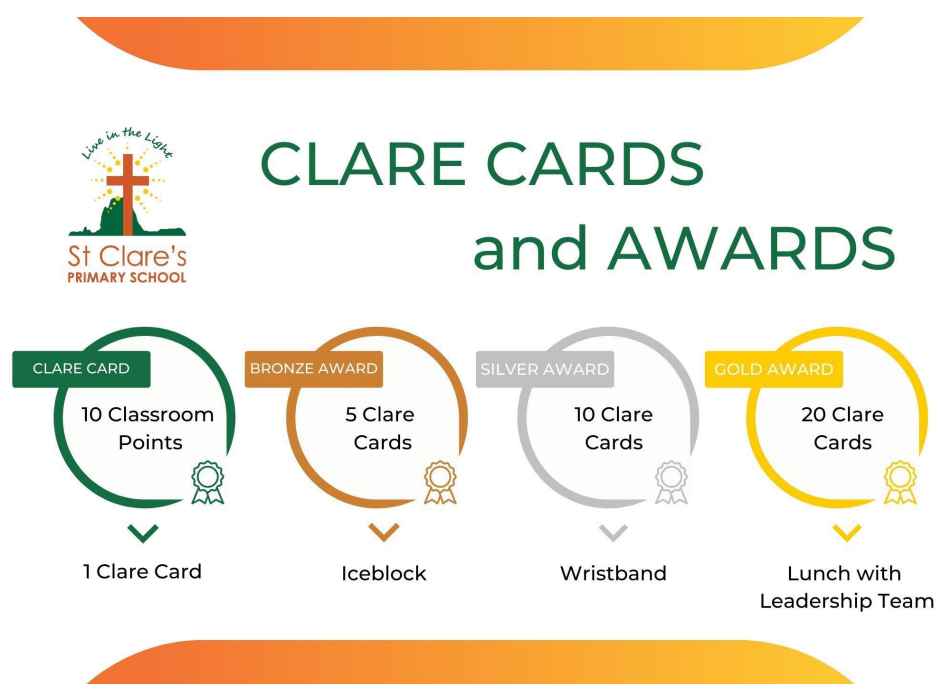 Live in the Light
St Clare's
PRIMARY SCHOOL
CLARE CARDS
and AWARDS
CLARE CARD
10 Classroom
Points
1 Clare Card
BRONZE AWARD
5 Clare
Cards
Iceblock
SILVER AWARD
10 Clare
Cards
Wristband
GOLD AWARD
20 Clare
Cards
Lunch with
Leadership Team